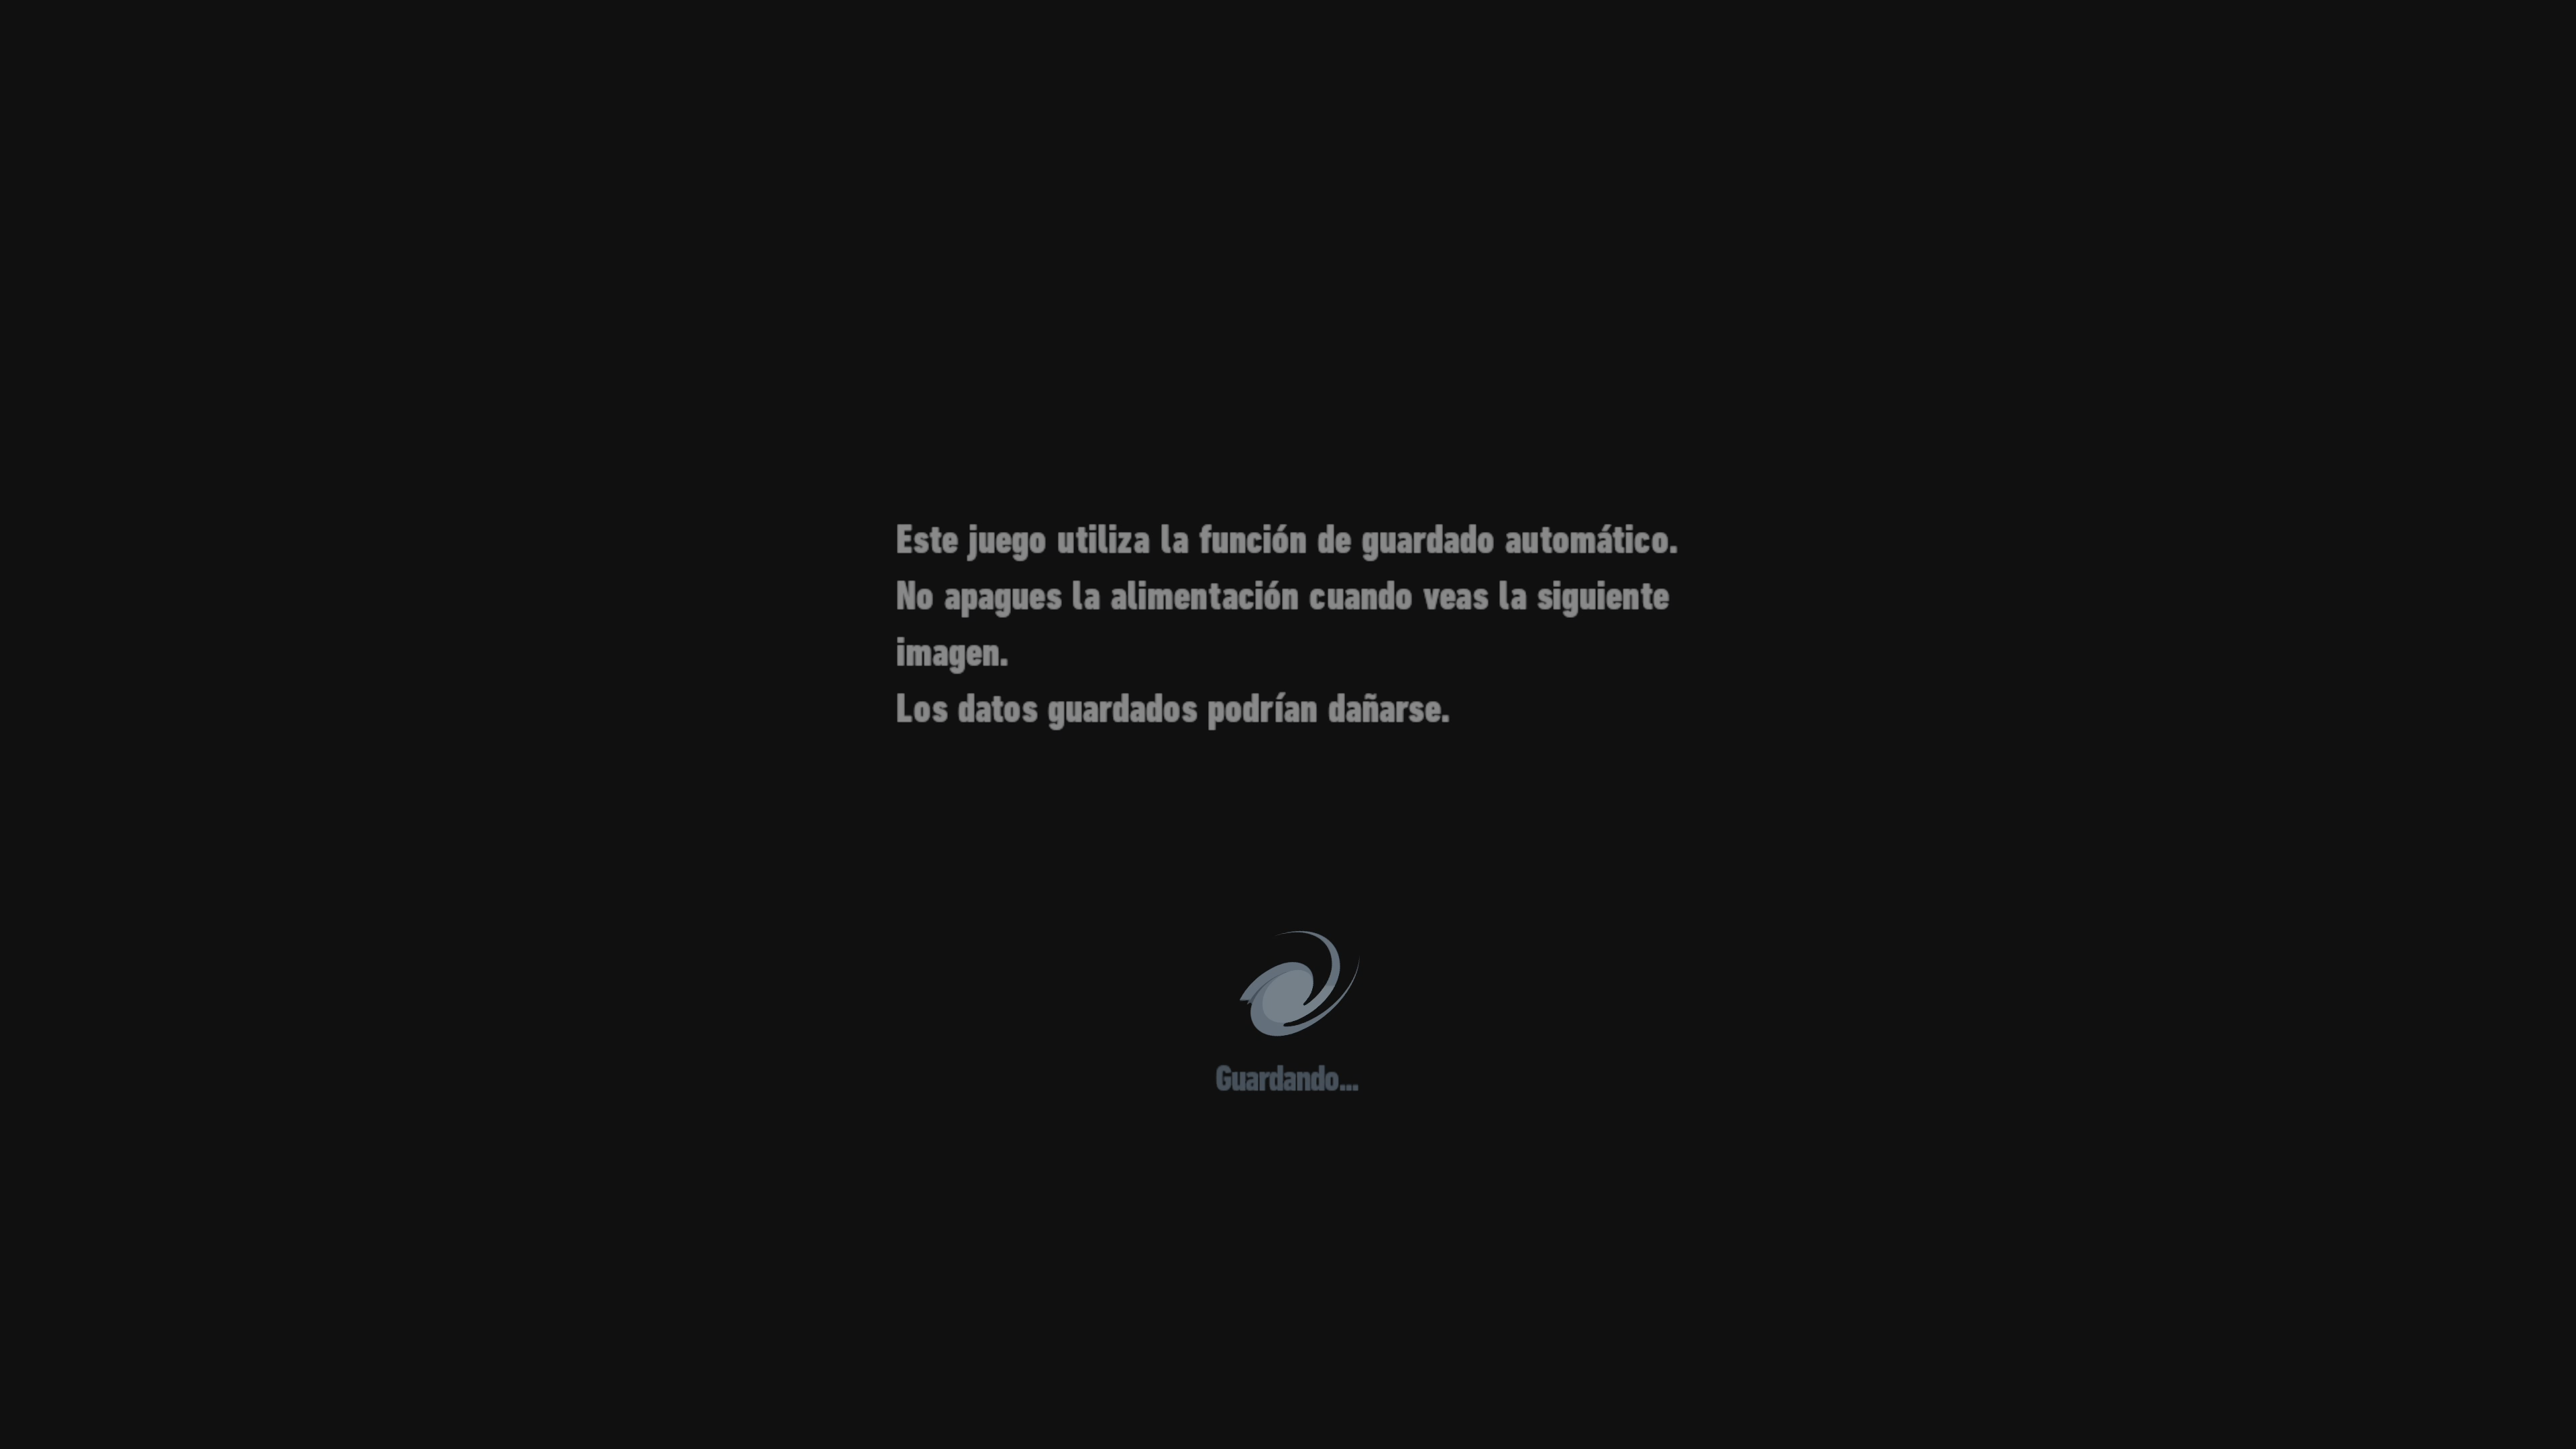 Este juego utiliza la función de guardado automático.
No apagues la alimentación cuando veas la siguiente
imagen.
Los datos guardados podrían dañarse.
Guardando...